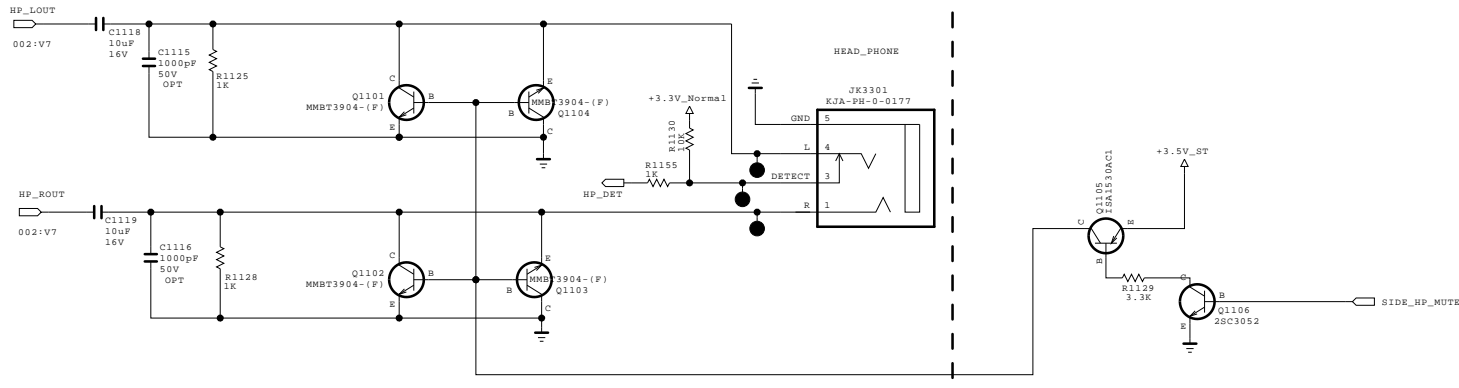 HP_LOUT
002:V7
C1118
10uF
16V
C1115
1000pF
50V
OPT
R1125
1K
C
B
E
Q1101
MMBT3904-(F)
E
B
C
MMBT3904-(F)
Q1104
HEAD_PHONE
JK3301
KJA-PH-0-0177
+3.3V_Normal
R1130
10K
R1155
1K
HP_DET
GND
5
L
4
DETECT
3
R
1
HP_ROUT
002:V7
C1119
10uF
16V
C1116
1000pF
50V
OPT
R1128
1K
C
B
E
Q1102
MMBT3904-(F)
E
B
C
MMBT3904-(F)
Q1103
+3.5V_ST
Q1105
ISA1530AC1
C
E
B
R1129
3.3K
C
B
E
Q1106
2SC3052
SIDE_HP_MUTE